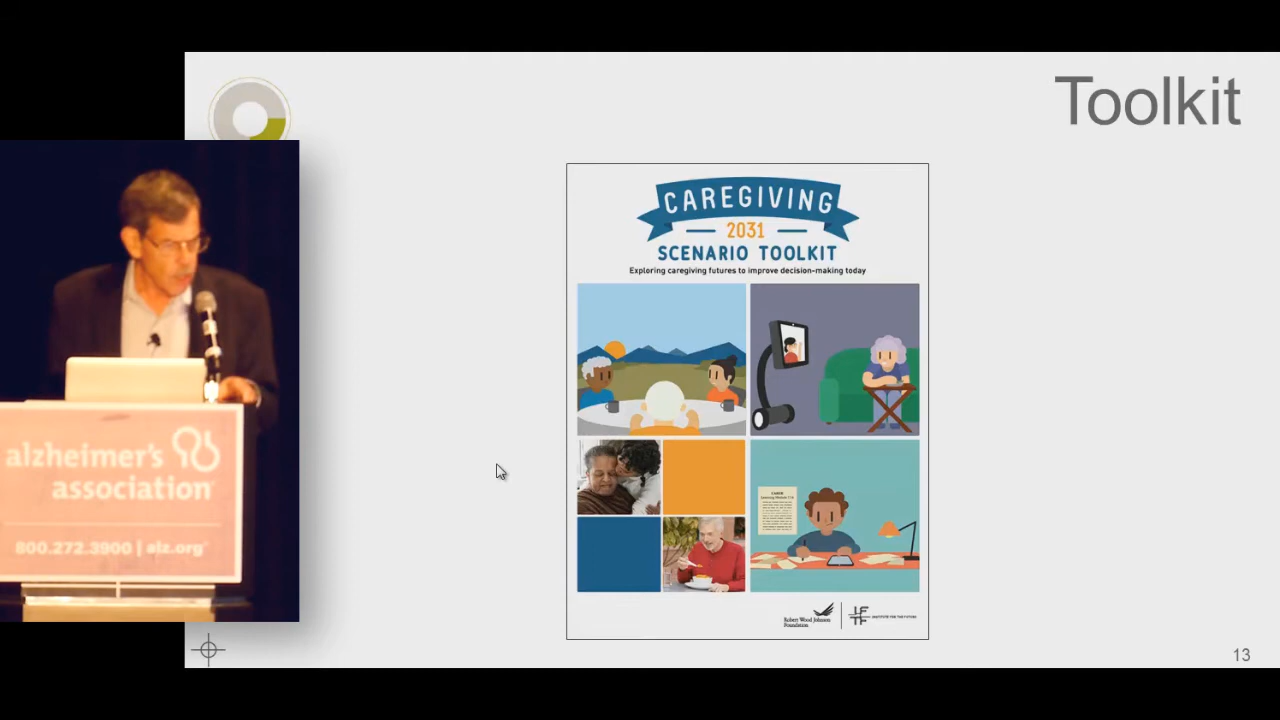 Toolkit
CAREGIVING
2031
SCENARIO TOOLKIT
Exploring caregiving futures to improve decision-making today
alzheimer's
association
800.272.3900 | alz.org
Robert Wood Johnson
Foundation
IFTF
INSTITUTE FOR THE FUTURE
13